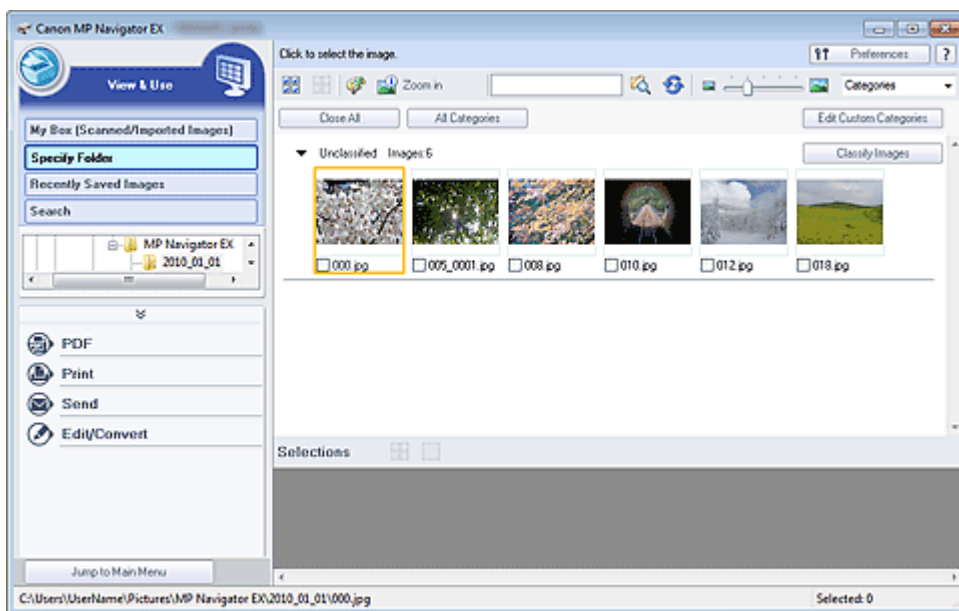 Canon MP Navigator EX
View & Use
My Box (Scanned/Imported Images)
Specify Folder
Recently Saved Images
Search
MP Navigator EX
2010_01_01
PDF
Print
Send
Edit/Convert
Jump to Main Menu
Click to select the image.
Preferences
?
Zoom in
Categories
Close All
All Categories
Edit Custom Categories
Unclassified Images:6
Classify Images
000.jpg
005_0001.jpg
008.jpg
010.jpg
012.jpg
018.jpg
Selections
C:\Users\UserName\Pictures\MP Navigator EX\2010_01_01\000.jpg
Selected: 0